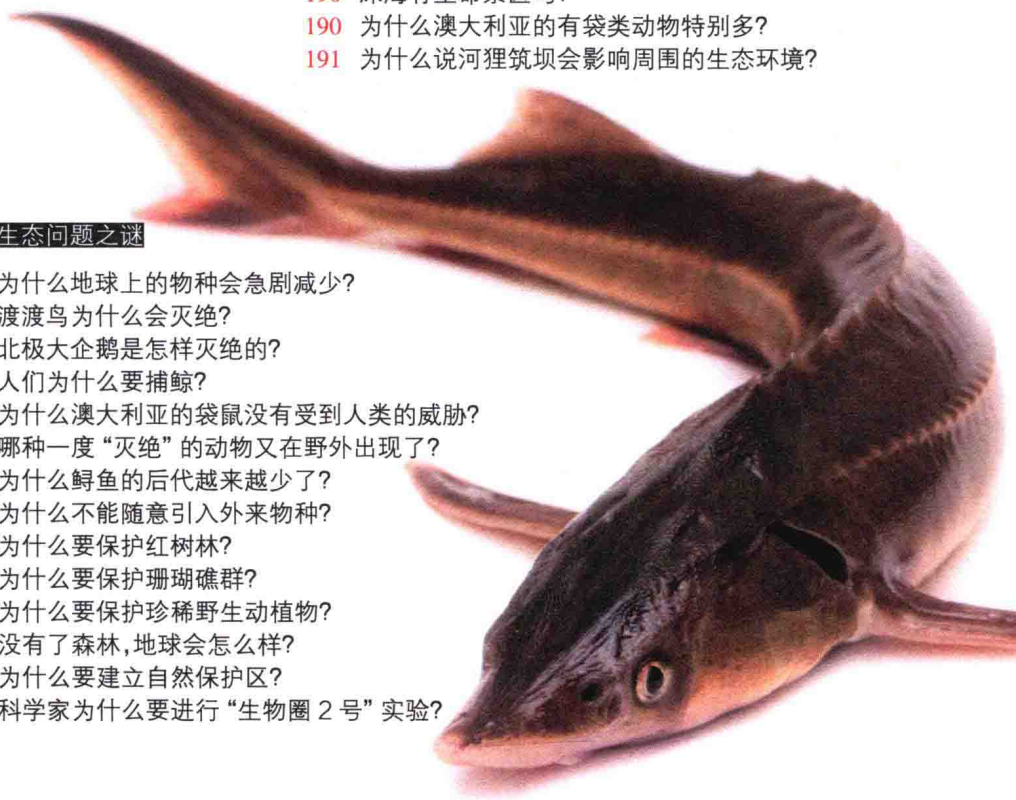 190 为什么澳大利亚的有袋类动物特别多?
191 为什么说河狸筑坝会影响周围的生态环境?
生态问题之谜
为什么地球上的物种会急剧减少?
渡渡鸟为什么会灭绝?
北极大企鹅是怎样灭绝的?
人们为什么要捕鲸?
为什么澳大利亚的袋鼠没有受到人类的威胁?
哪种一度“灭绝”的动物又在野外出现了?
为什么鲟鱼的后代越来越少了?
为什么不能随意引入外来物种?
为什么要保护红树林?
为什么要保护珊瑚礁群?
为什么要保护珍稀野生动植物?
没有了森林,地球会怎么样?
为什么要建立自然保护区?
科学家为什么要进行“生物圈2号”实验?